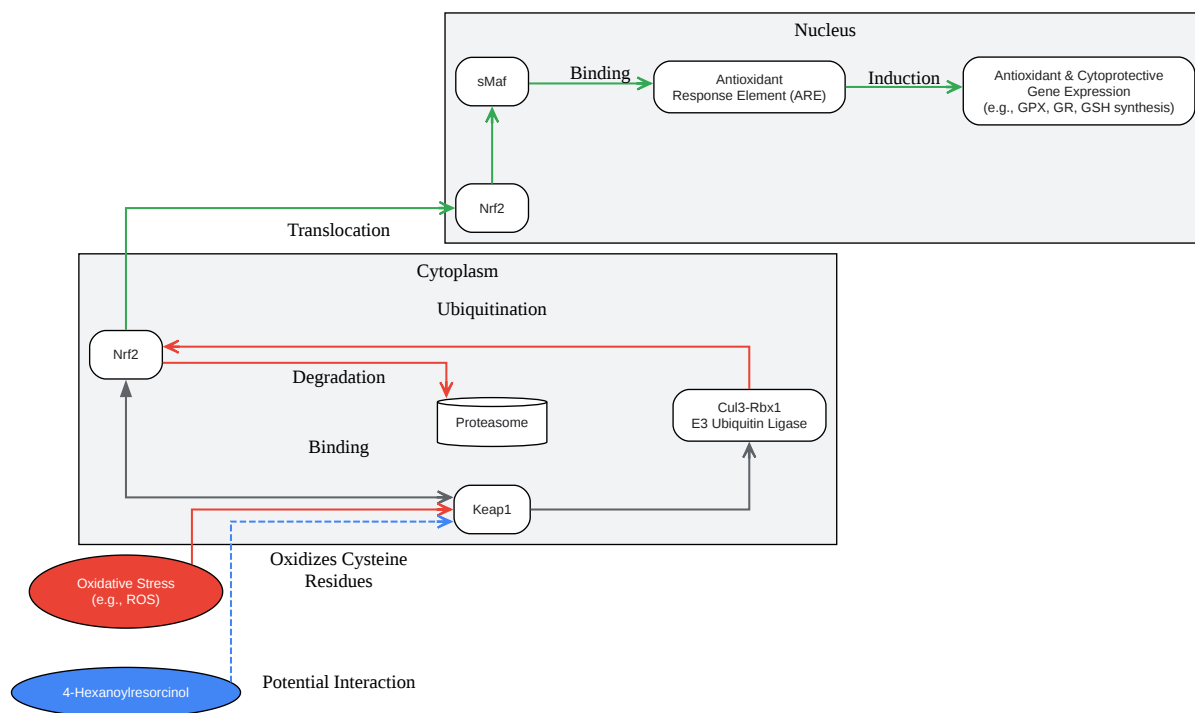 Nucleus
sMaf
Binding
Antioxidant
Response Element (ARE)
Induction
Antioxidant & Cytoprotective
Gene Expression
(e.g., GPX, GR, GSH synthesis)
Nrf2
Translocation
Cytoplasm
Ubiquitination
Nrf2
Degradation
Proteasome
Cul3-Rbx1
E3 Ubiquitin Ligase
Binding
Keap1
Oxidizes Cysteine
Residues
Oxidative Stress
(e.g., ROS)
4-Hexanoylresorcinol
Potential Interaction